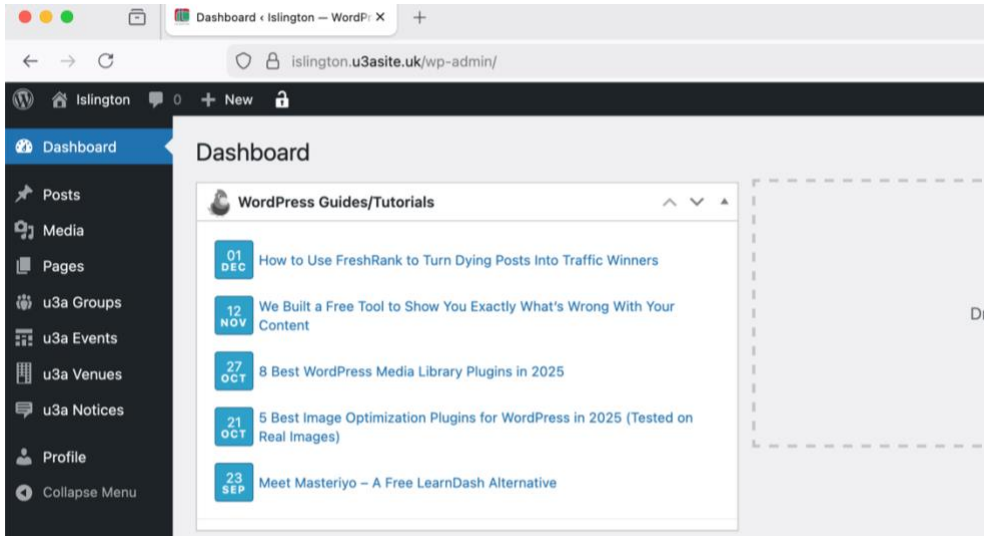 Dashboard ‹ Islington — WordPr
islington.u3asite.uk/wp-admin/
Islington 0 + New
Dashboard
Posts
Media
Pages
u3a Groups
u3a Events
u3a Venues
u3a Notices
Profile
Collapse Menu
Dashboard
WordPress Guides/Tutorials
01 DEC
How to Use FreshRank to Turn Dying Posts Into Traffic Winners
12 NOV
We Built a Free Tool to Show You Exactly What's Wrong With Your
Content
27 OCT
8 Best WordPress Media Library Plugins in 2025
21 OCT
5 Best Image Optimization Plugins for WordPress in 2025 (Tested on
Real Images)
23 SEP
Meet Masteriyo – A Free LearnDash Alternative